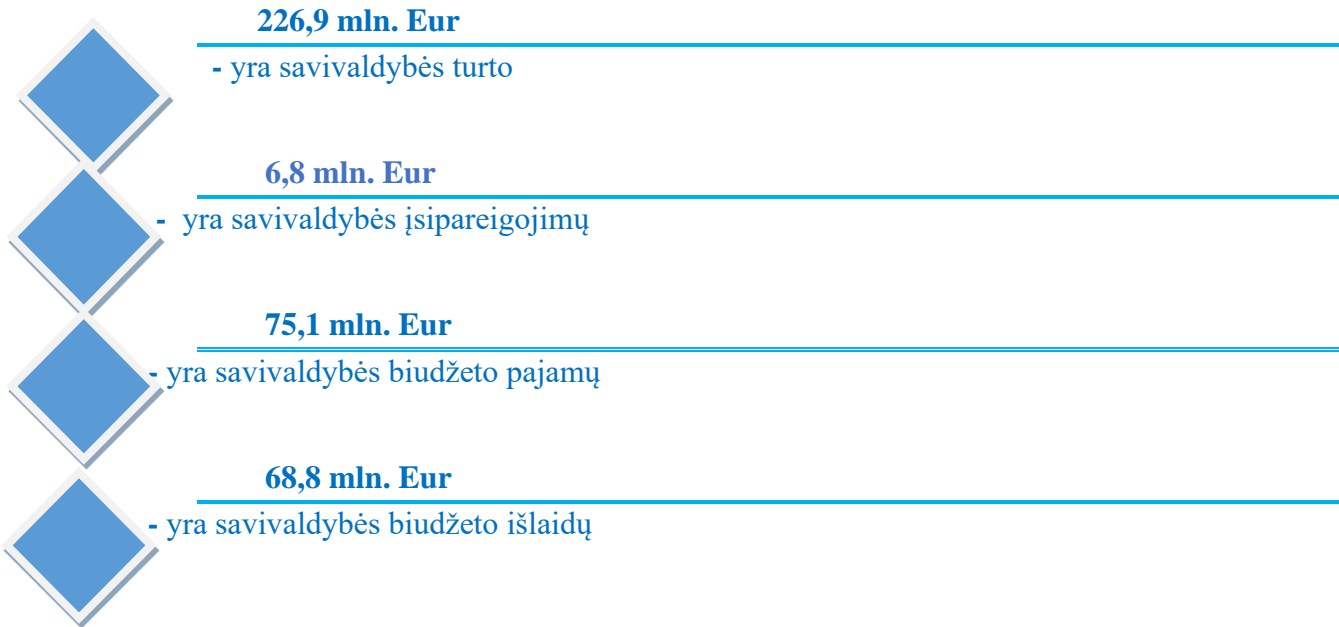 226,9 mln. Eur
- yra savivaldybės turto
6,8 mln. Eur
- yra savivaldybės įsipareigojimų
75,1 mln. Eur
- yra savivaldybės biudžeto pajamų
68,8 mln. Eur
- yra savivaldybės biudžeto išlaidų